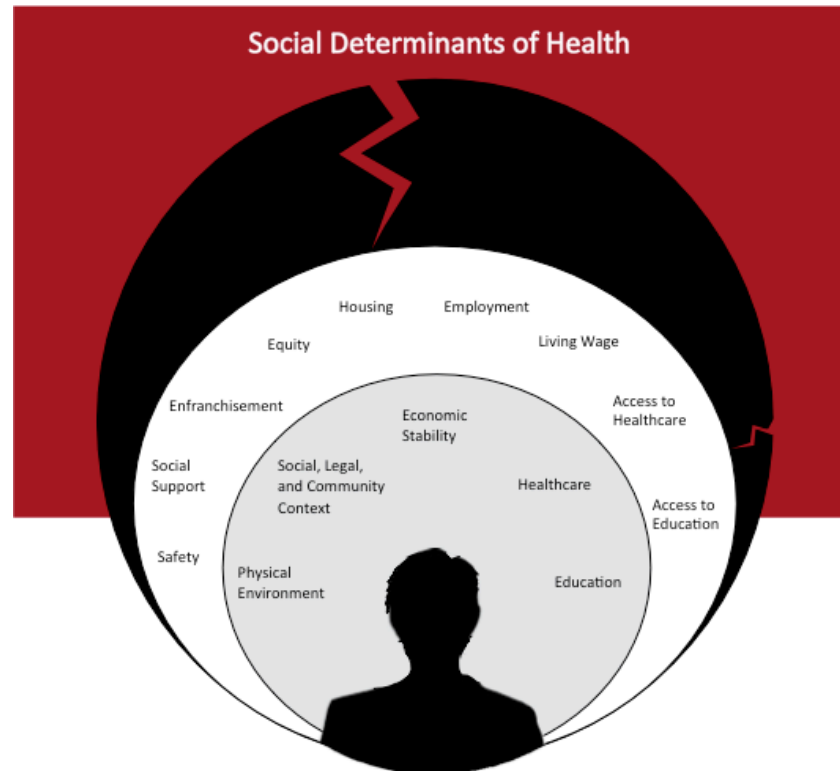 Social Determinants of Health
Housing
Employment
Equity
Living Wage
Enfranchisement
Access to
Healthcare
Economic
Stability
Social
Support
Social, Legal,
and Community
Context
Healthcare
Access to
Education
Safety
Physical
Environment
Education